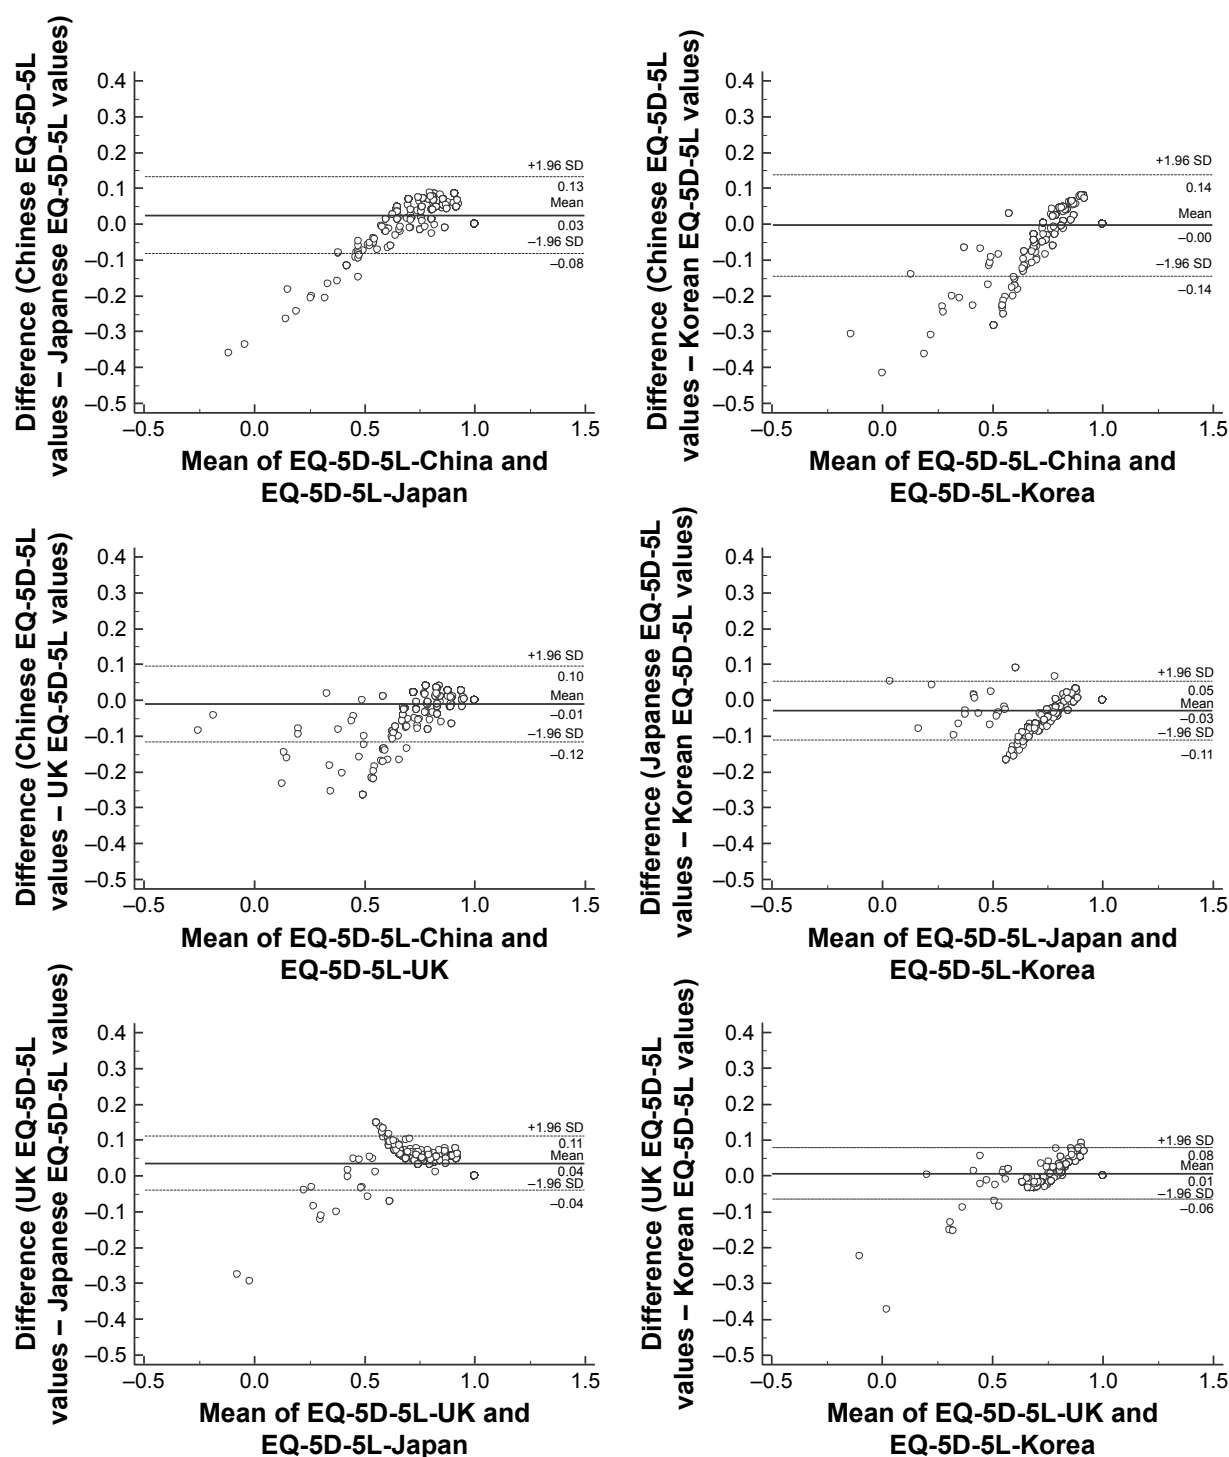 Difference (Chinese EQ-5D-5L
values – Japanese EQ-5D-5L values)
0.4
0.3
0.2
0.1
0.0
–0.1
–0.2
–0.3
–0.4
–0.5
+1.96 SD
0.13
Mean
0.03
–1.96 SD
–0.08
–0.5 0.0 0.5 1.0 1.5
Mean of EQ-5D-5L-China and
EQ-5D-5L-Japan
Difference (Chinese EQ-5D-5L
values – Korean EQ-5D-5L values)
0.4
0.3
0.2
0.1
0.0
–0.1
–0.2
–0.3
–0.4
–0.5
+1.96 SD
0.14
Mean
–0.00
–1.96 SD
–0.14
–0.5 0.0 0.5 1.0 1.5
Mean of EQ-5D-5L-China and
EQ-5D-5L-Korea
Difference (Chinese EQ-5D-5L
values – UK EQ-5D-5L values)
0.4
0.3
0.2
0.1
0.0
–0.1
–0.2
–0.3
–0.4
–0.5
+1.96 SD
0.10
Mean
–0.01
–1.96 SD
–0.12
–0.5 0.0 0.5 1.0 1.5
Mean of EQ-5D-5L-China and
EQ-5D-5L-UK
Difference (Japanese EQ-5D-5L
values – Korean EQ-5D-5L values)
0.4
0.3
0.2
0.1
0.0
–0.1
–0.2
–0.3
–0.4
–0.5
+1.96 SD
0.05
Mean
–0.03
–1.96 SD
–0.11
–0.5 0.0 0.5 1.0 1.5
Mean of EQ-5D-5L-Japan and
EQ-5D-5L-Korea
Difference (UK EQ-5D-5L
values – Japanese EQ-5D-5L values)
0.4
0.3
0.2
0.1
0.0
–0.1
–0.2
–0.3
–0.4
–0.5
+1.96 SD
0.11
Mean
0.04
–1.96 SD
–0.04
–0.5 0.0 0.5 1.0 1.5
Mean of EQ-5D-5L-UK and
EQ-5D-5L-Japan
Difference (UK EQ-5D-5L
values – Korean EQ-5D-5L values)
0.4
0.3
0.2
0.1
0.0
–0.1
–0.2
–0.3
–0.4
–0.5
+1.96 SD
0.08
Mean
0.01
–1.96 SD
–0.06
–0.5 0.0 0.5 1.0 1.5
Mean of EQ-5D-5L-UK and
EQ-5D-5L-Korea